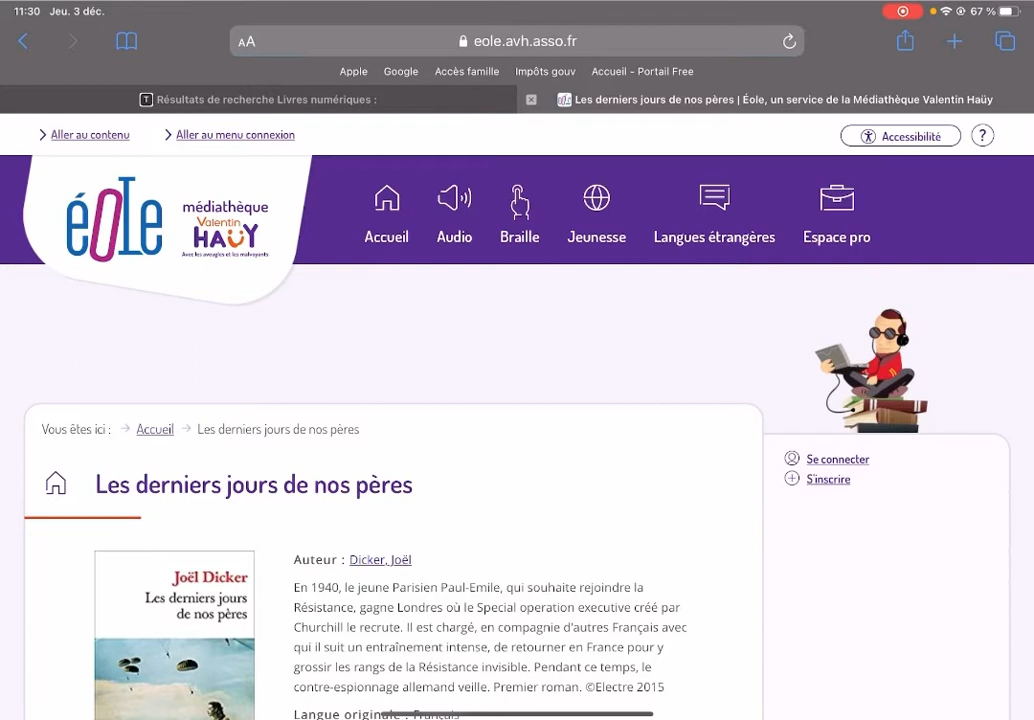 11:30 Jeu. 3 déc.
67 %
AA
eole.avh.asso.fr
Apple Google Accès famille Impôts gouv Accueil - Portail Free
T Résultats de recherche Livres numériques :
éole Les derniers jours de nos pères | Éole, un service de la Médiathèque Valentin Haüy
Aller au contenu
Aller au menu connexion
Accessibilité
?
éOLe
médiathèque
Valentin
HAÜY
Avec les aveugles et les malvoyants
Accueil
Audio
Braille
Jeunesse
Langues étrangères
Espace pro
Vous êtes ici : Accueil Les derniers jours de nos pères
Se connecter
S'inscrire
Les derniers jours de nos pères
Joël Dicker
Les derniers jours
de nos pères
Auteur : Dicker, Joël
En 1940, le jeune Parisien Paul-Emile, qui souhaite rejoindre la
Résistance, gagne Londres où le Special operation executive créé par
Churchill le recrute. Il est chargé, en compagnie d'autres Français avec
qui il suit un entraînement intense, de retourner en France pour y
grossir les rangs de la Résistance invisible. Pendant ce temps, le
contre-espionnage allemand veille. Premier roman. ©Electre 2015
Langue originale : Français